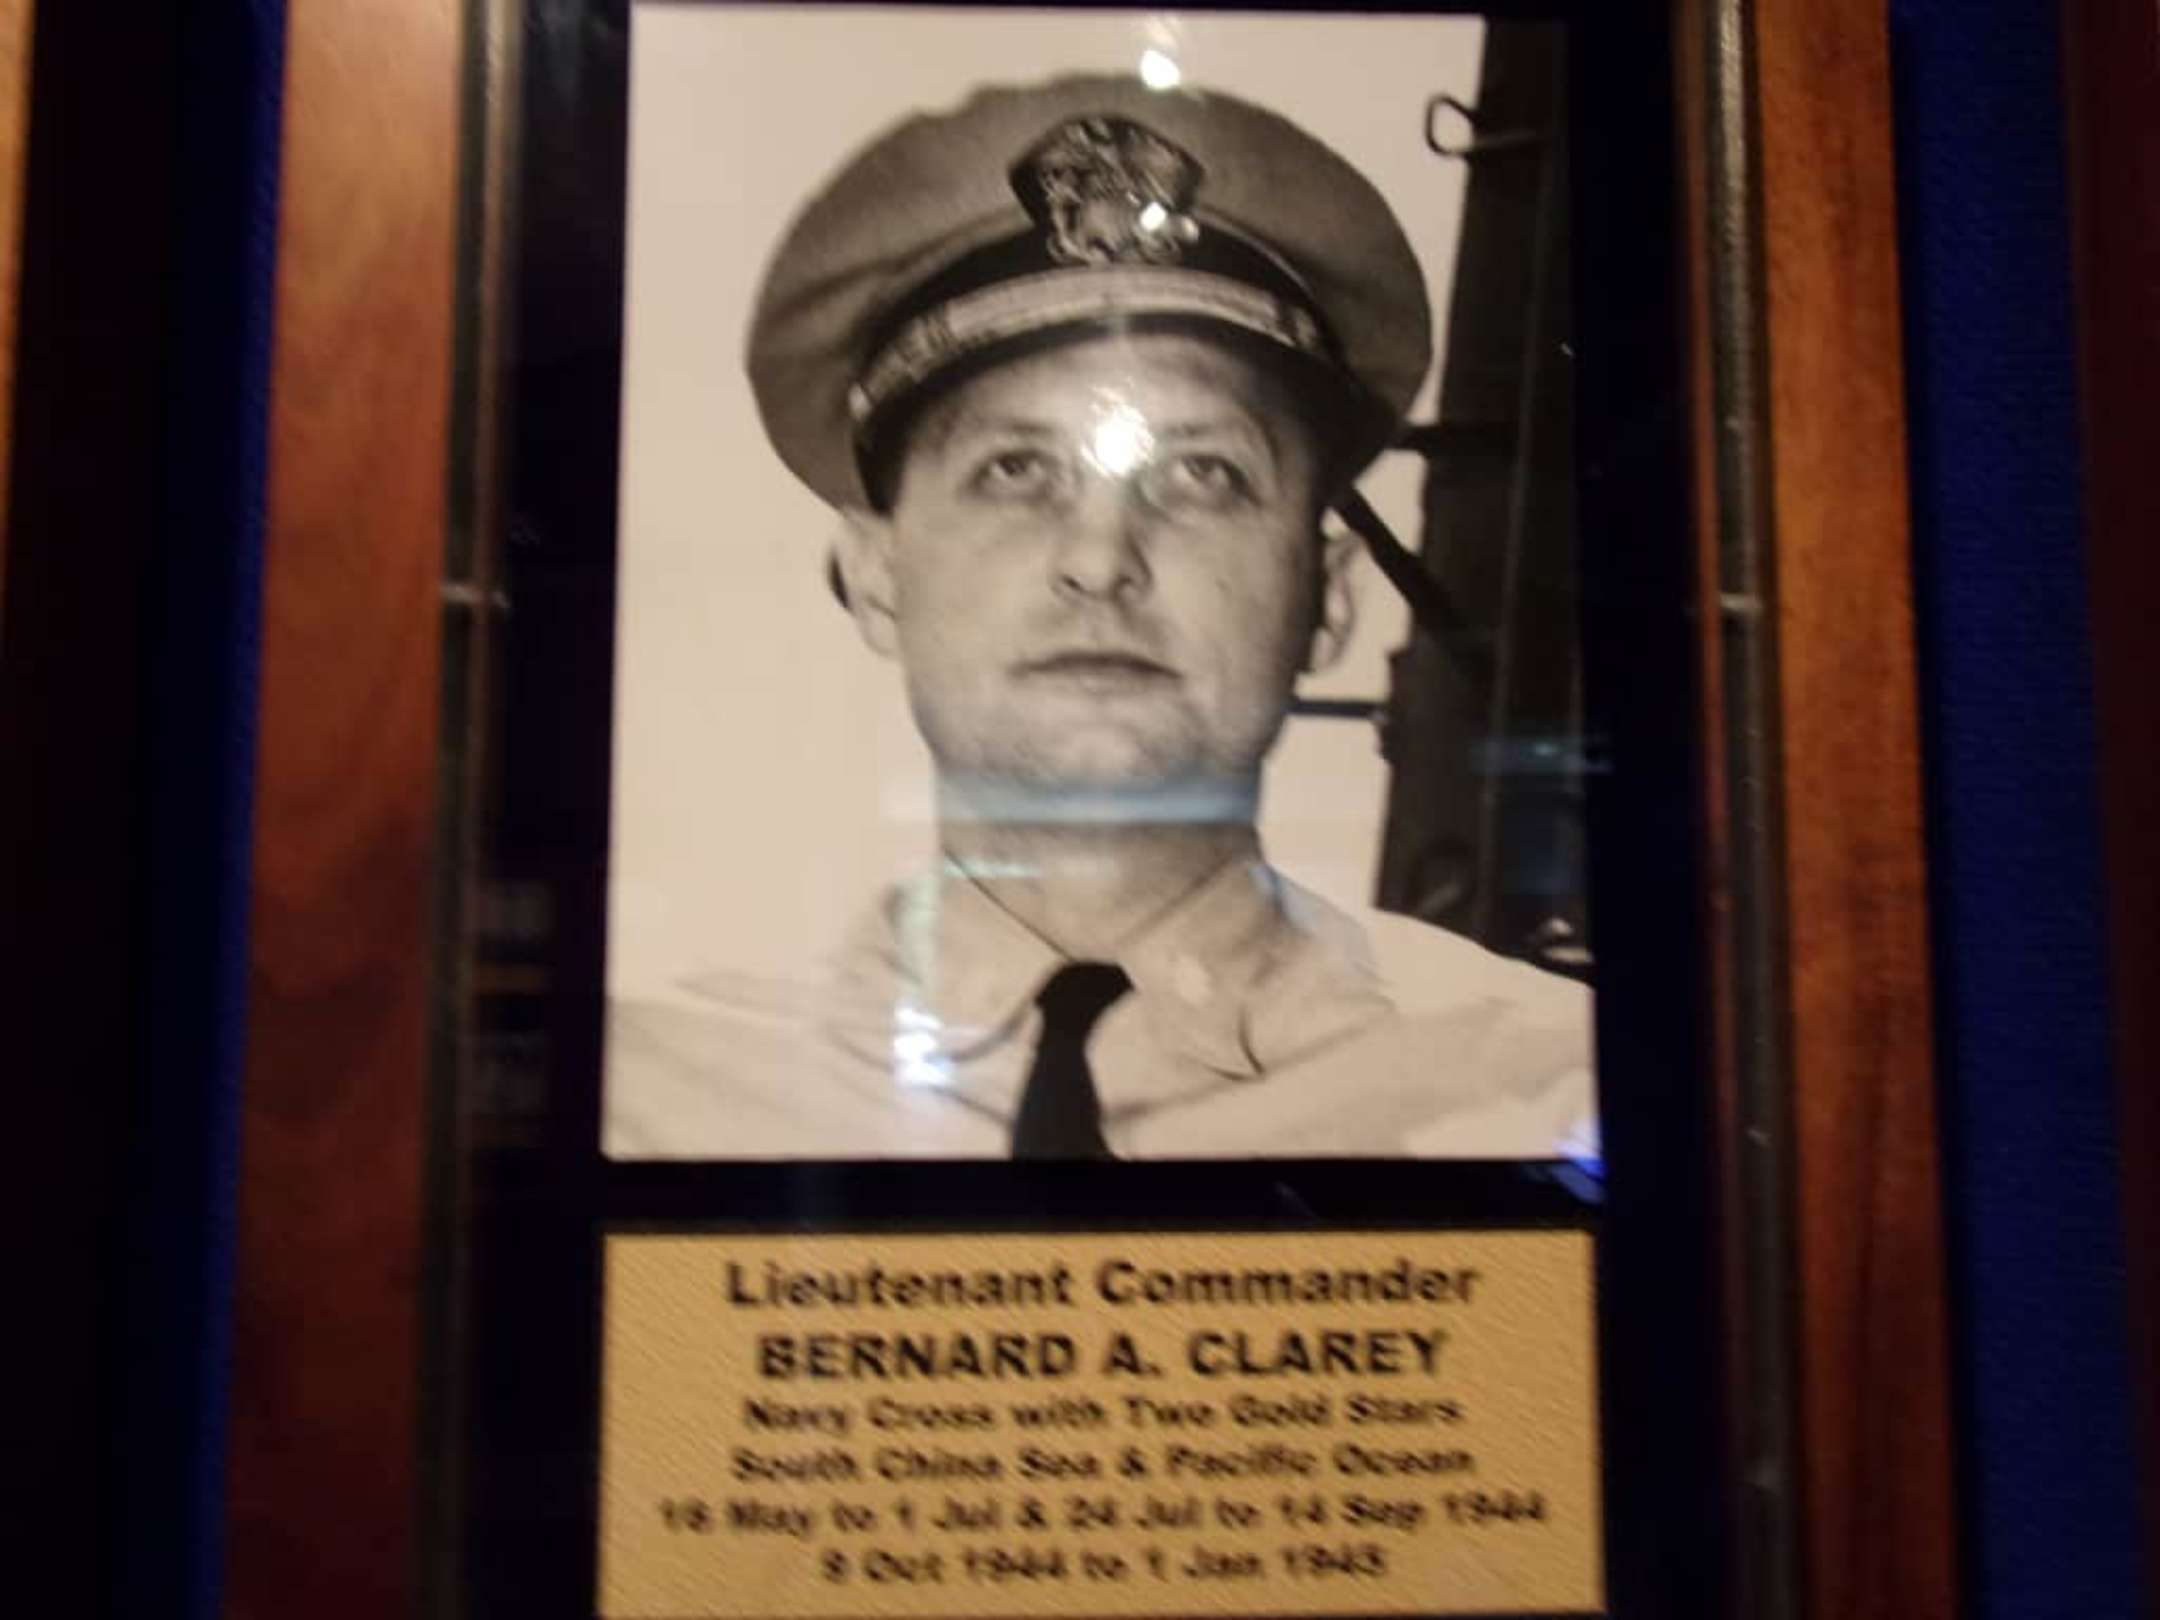 Lieutenant Commander
BERNARD A. CLAREY
Navy Cross with Two Gold Stars
South China Sea & Pacific Ocean
18 May to 1 Jul & 24 Jul to 14 Sep 1944
8 Oct 1944 to 1 Jan 1945